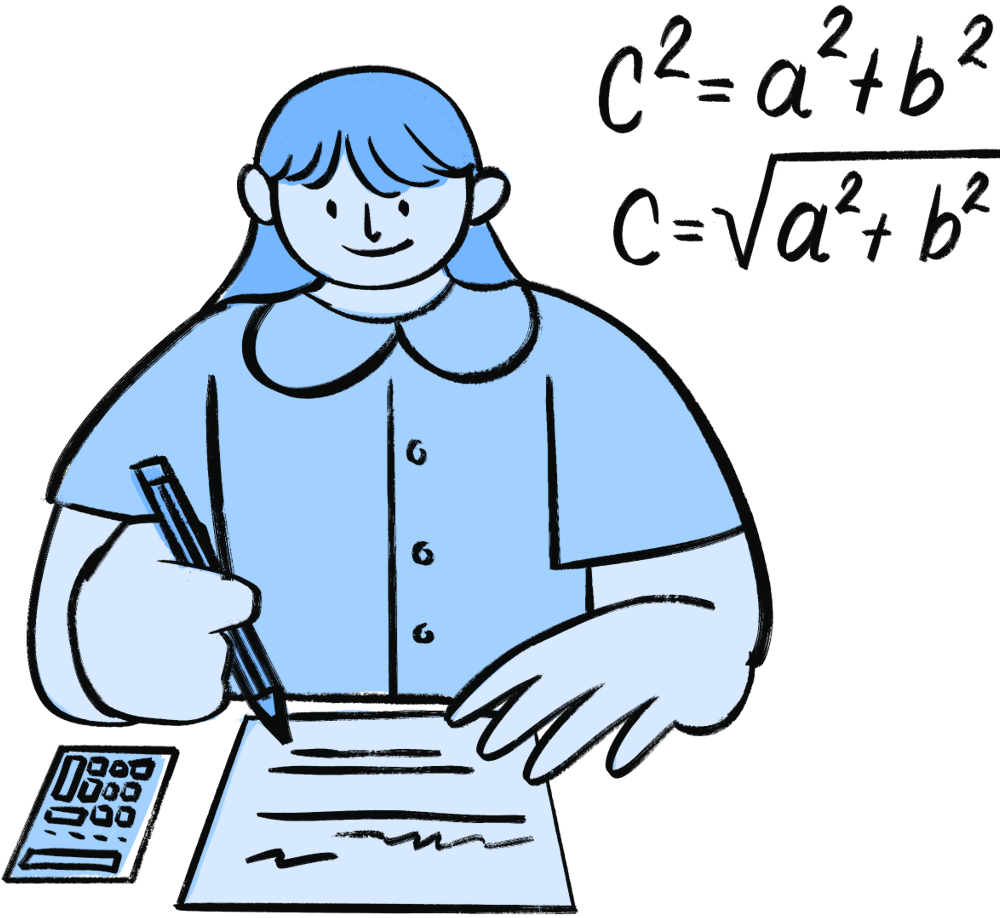 c² = a² + b²
c = √a² + b²